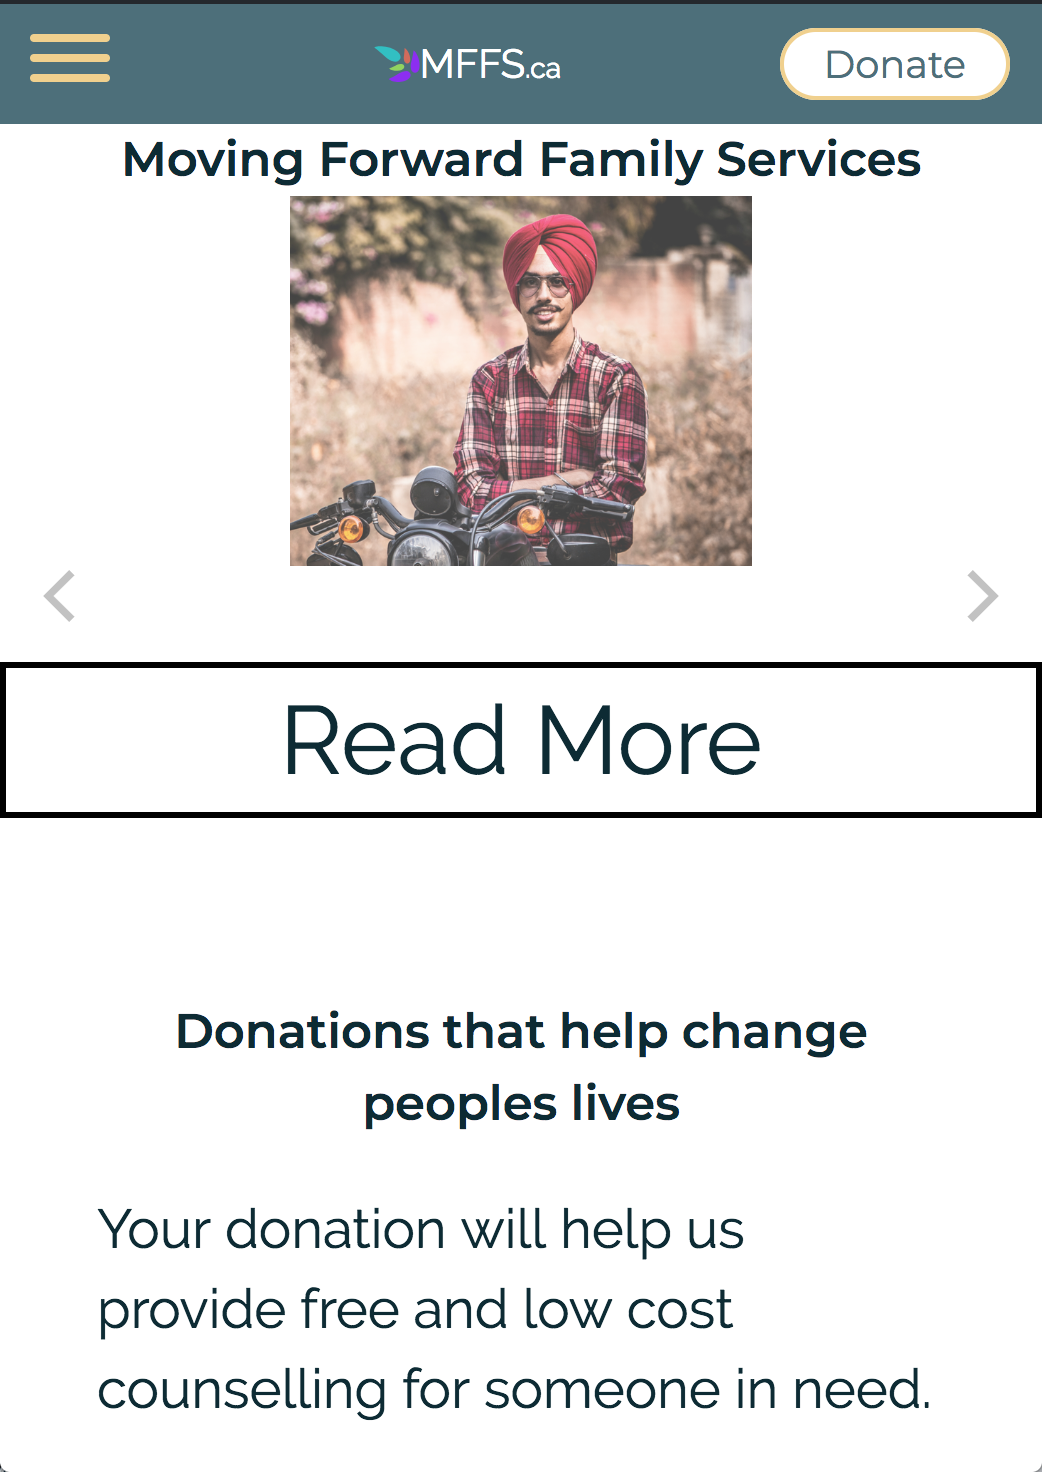 MFFS.ca
Donate
Moving Forward Family Services
Read More
Donations that help change
peoples lives
Your donation will help us
provide free and low cost
counselling for someone in need.